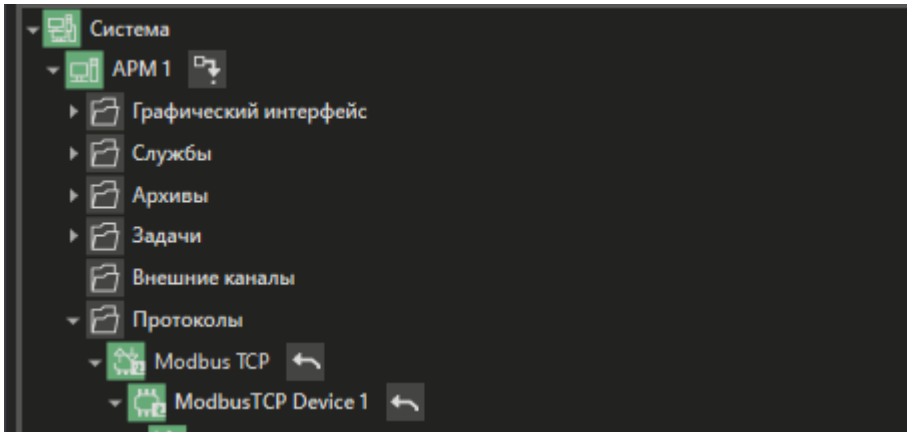 Система
АРМ 1
Графический интерфейс
Службы
Архивы
Задачи
Внешние каналы
Протоколы
Modbus TCP
ModbusTCP Device 1